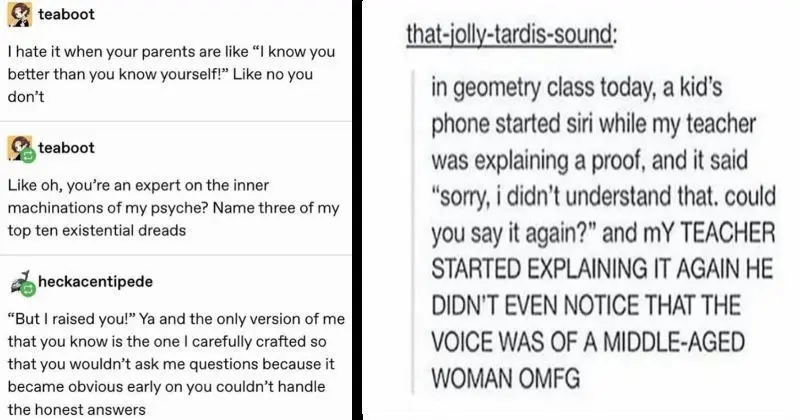 teaboot
I hate it when your parents are like “I know you
better than you know yourself!” Like no you
don’t
teaboot
Like oh, you’re an expert on the inner
machinations of my psyche? Name three of my
top ten existential dreads
heckacentipede
“But I raised you!” Ya and the only version of me
that you know is the one I carefully crafted so
that you wouldn’t ask me questions because it
became obvious early on you couldn’t handle
the honest answers
that-jolly-tardis-sound:
in geometry class today, a kid’s
phone started siri while my teacher
was explaining a proof, and it said
“sorry, i didn’t understand that. could
you say it again?” and mY TEACHER
STARTED EXPLAINING IT AGAIN HE
DIDN’T EVEN NOTICE THAT THE
VOICE WAS OF A MIDDLE-AGED
WOMAN OMFG